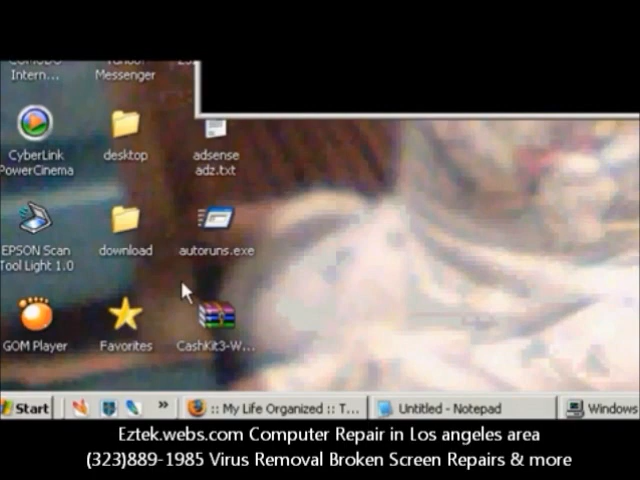 Intern...
Messenger
CyberLink
PowerCinema
desktop
adsense
adz.txt
EPSON Scan
Tool Light 1.0
download
autoruns.exe
GOM Player
Favorites
CashKit3-W...
Start
»
:: My Life Organized :: T...
Untitled - Notepad
Windows
Eztek.webs.com Computer Repair in Los angeles area
(323)889-1985 Virus Removal Broken Screen Repairs & more